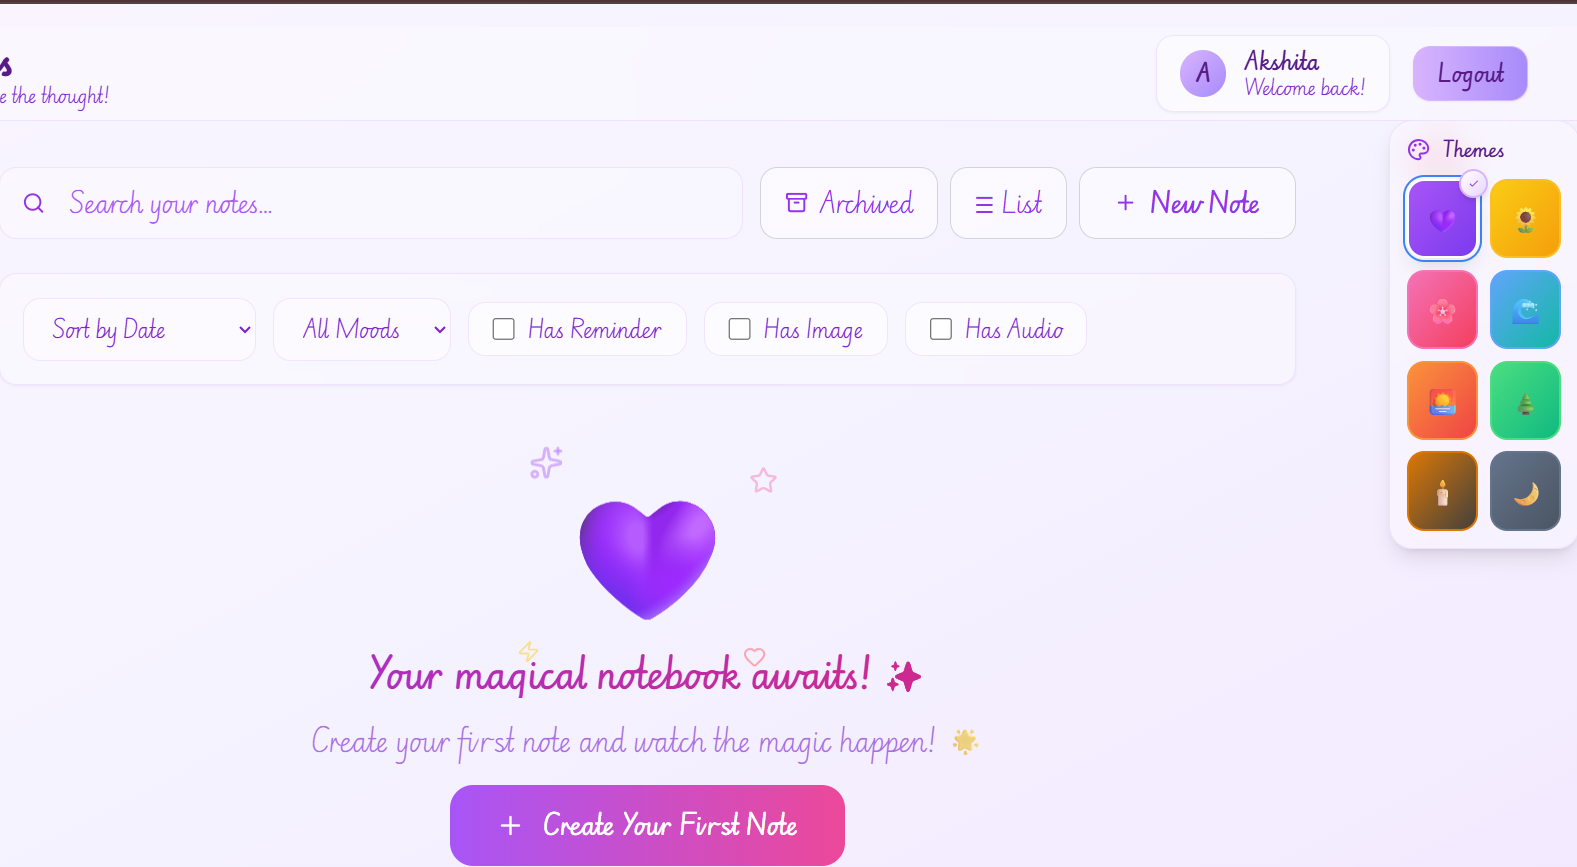 Akshita
e the thought!
A
Welcome back!
Logout
Themes
Search your notes...
Archived
List
+ New Note
Sort by Date
All Moods
Has Reminder
Has Image
Has Audio
Your magical notebook awaits!
Create your first note and watch the magic happen!
+ Create Your First Note